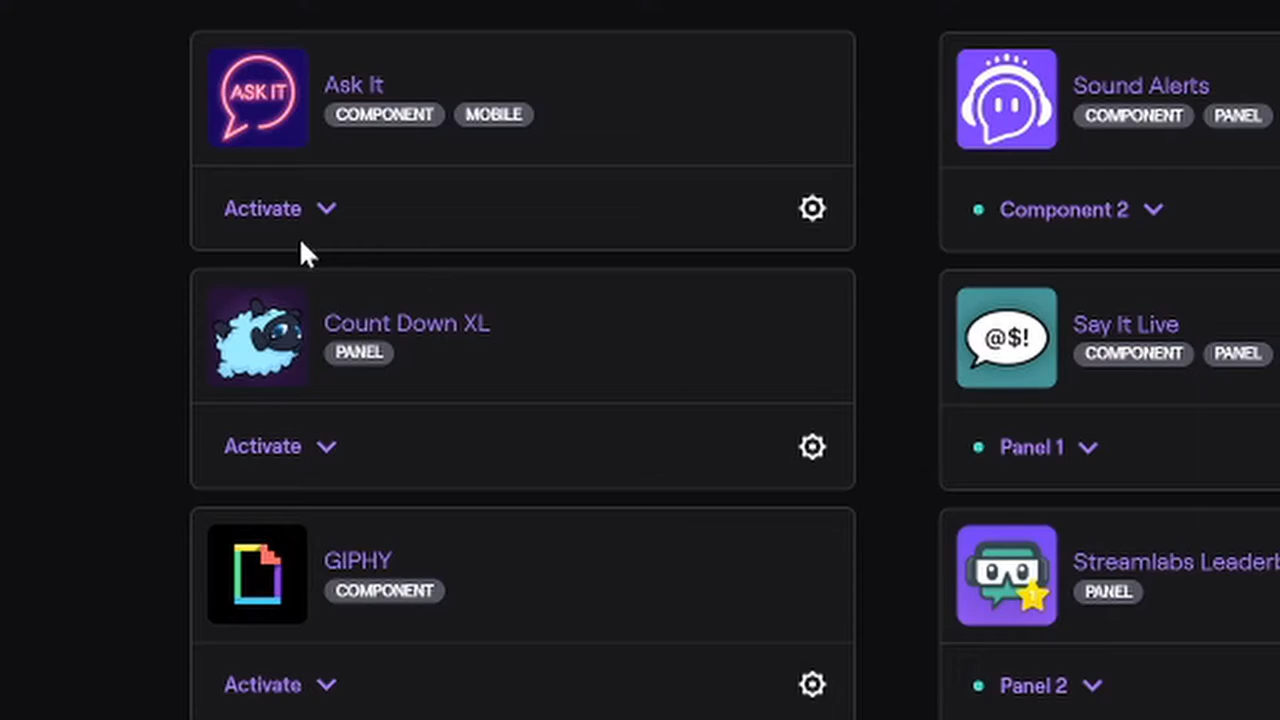 ASK IT
Ask It
COMPONENT MOBILE
Activate
Sound Alerts
COMPONENT PANEL
Component 2
Count Down XL
PANEL
Activate
@$!
Say It Live
COMPONENT PANEL
Panel 1
GIPHY
COMPONENT
Activate
Streamlabs Leaderb
PANEL
Panel 2